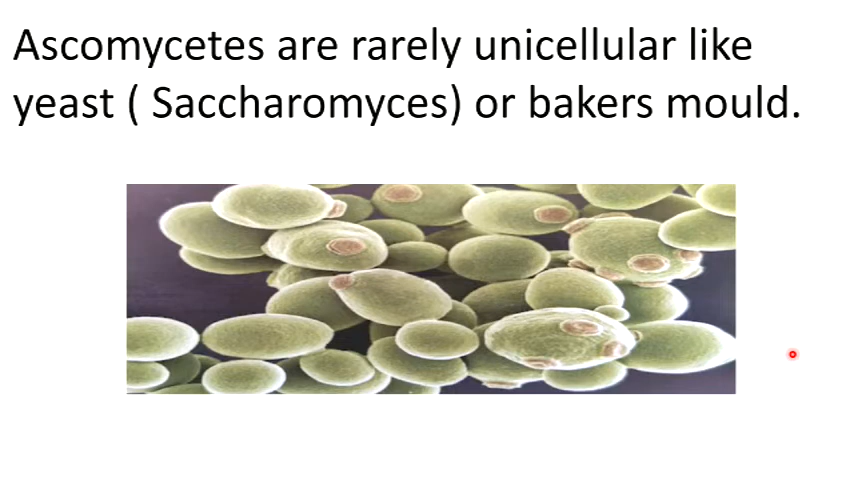 Ascomycetes are rarely unicellular like
yeast ( Saccharomyces) or bakers mould.